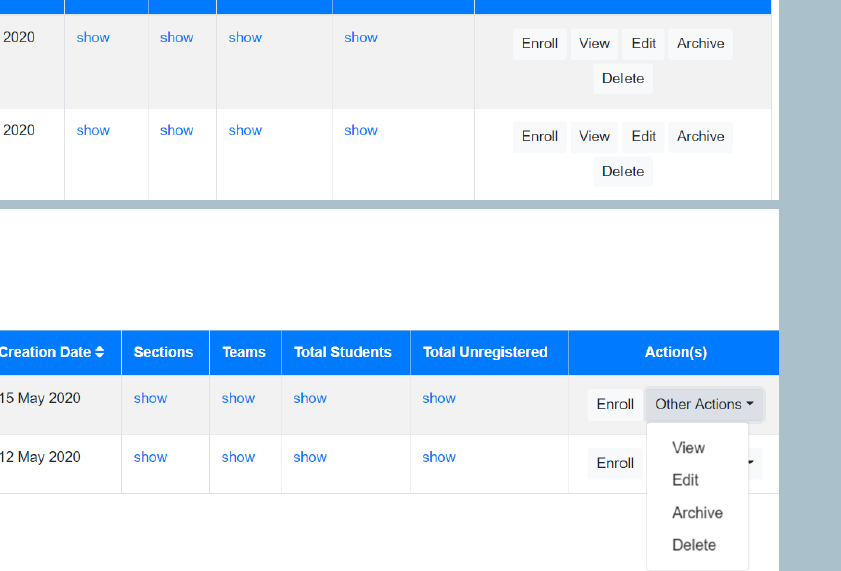 2020 show show show show Enroll View Edit Archive
Delete
2020 show show show show Enroll View Edit Archive
Delete
Creation Date Sections Teams Total Students Total Unregistered Action(s)
15 May 2020 show show show show Enroll Other Actions
View
12 May 2020 show show show show Enroll
Edit
Archive
Delete